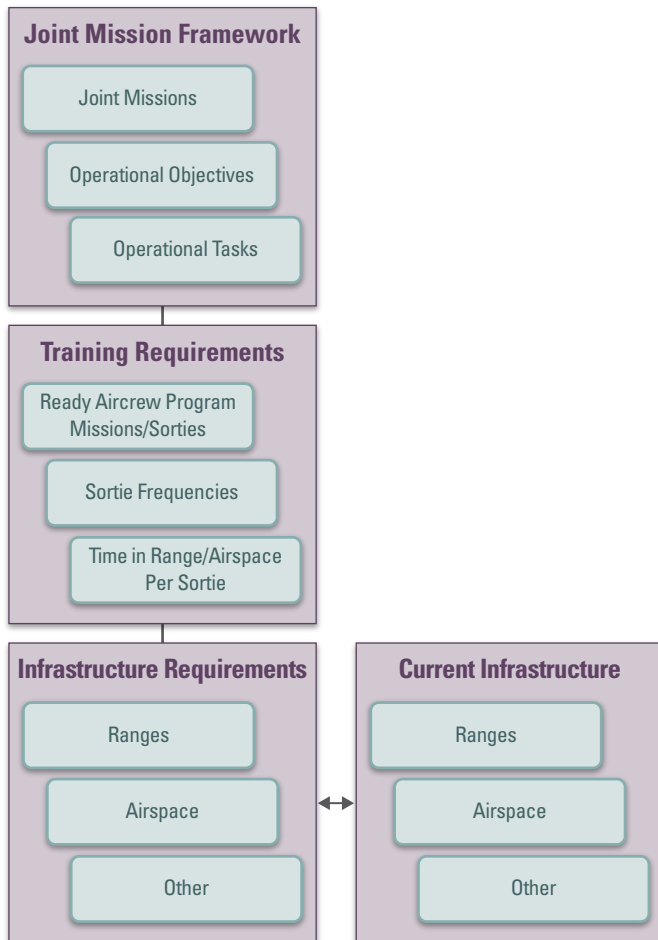 Joint Mission Framework
Joint Missions
Operational Objectives
Operational Tasks
Training Requirements
Ready Aircrew Program
Missions/Sorties
Sortie Frequencies
Time in Range/Airspace
Per Sortie
Infrastructure Requirements
Ranges
Airspace
Other
Current Infrastructure
Ranges
Airspace
Other